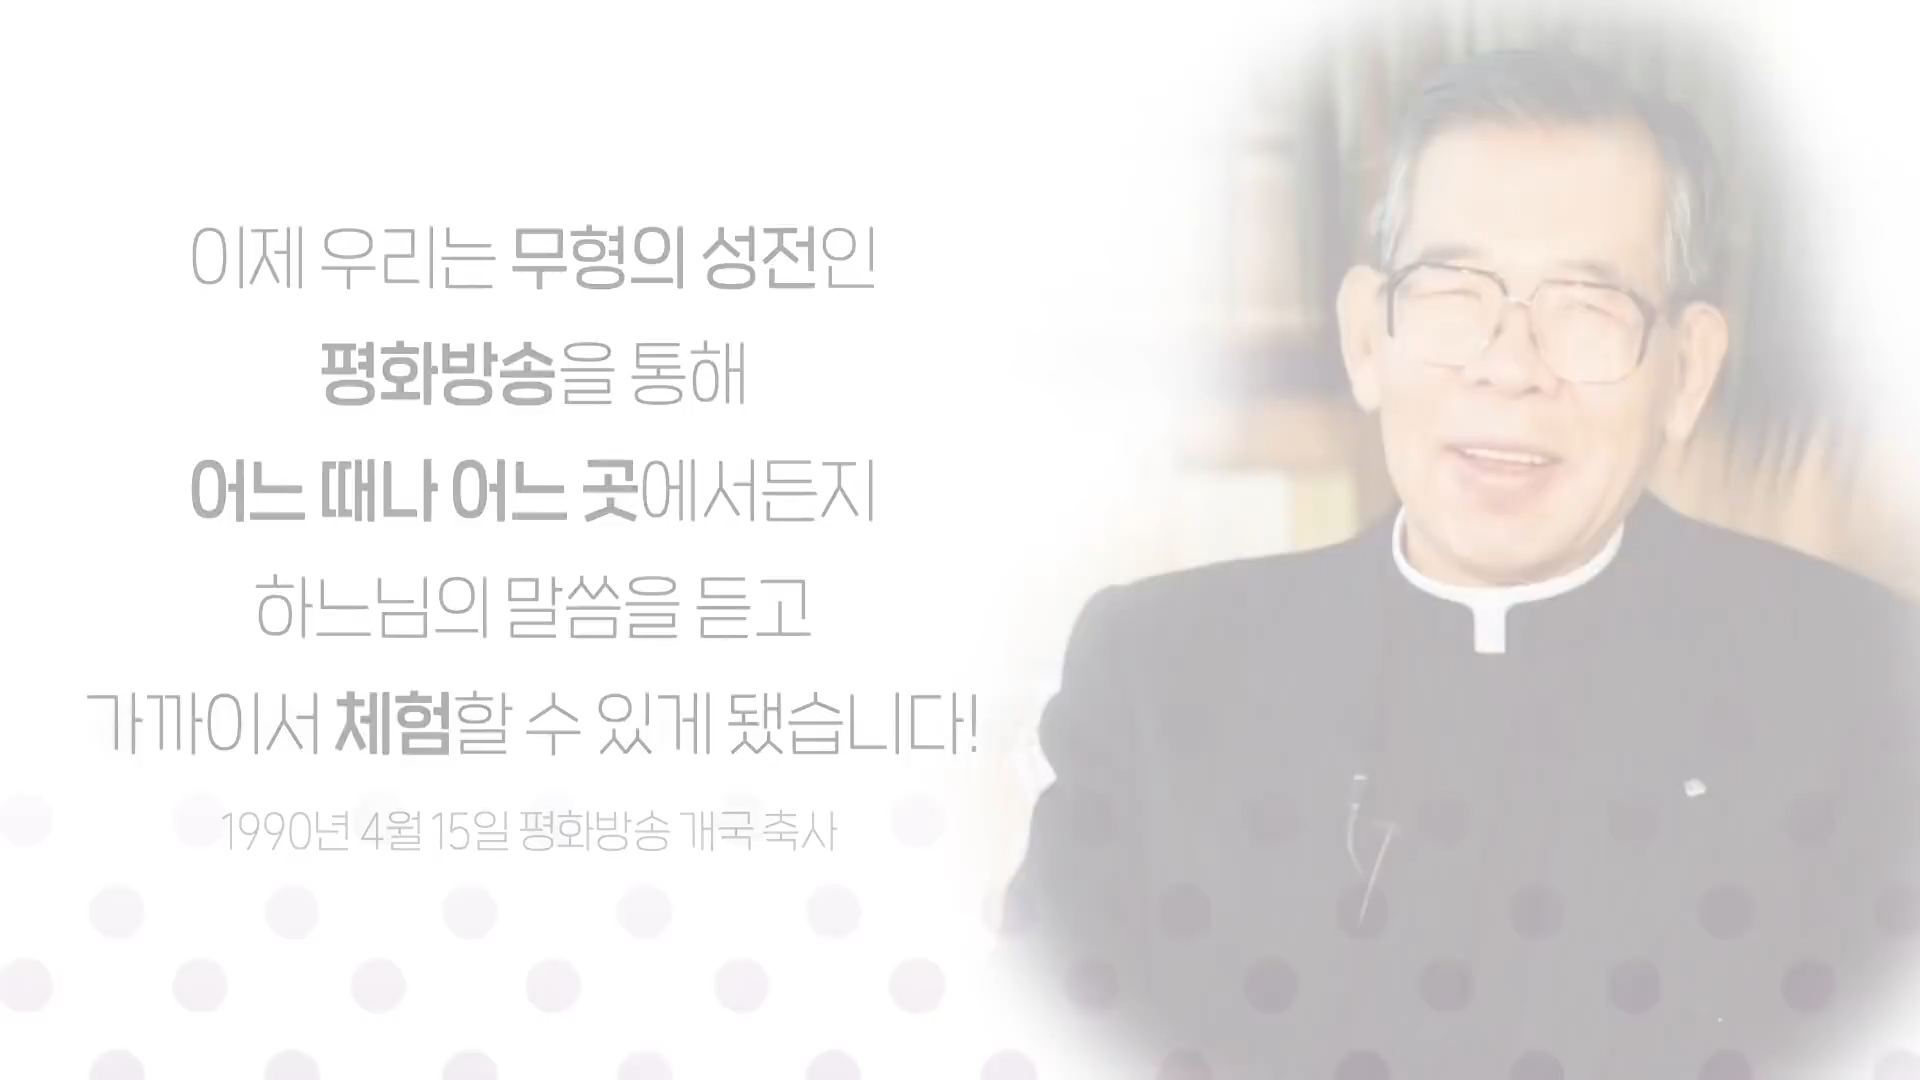 이제 우리는 무형의 성전인
평화방송을 통해
어느 때나 어느 곳에서든지
하느님의 말씀을 듣고
가까이서 체험할 수 있게 됐습니다!
1990년 4월 15일 평화방송 개국 축사